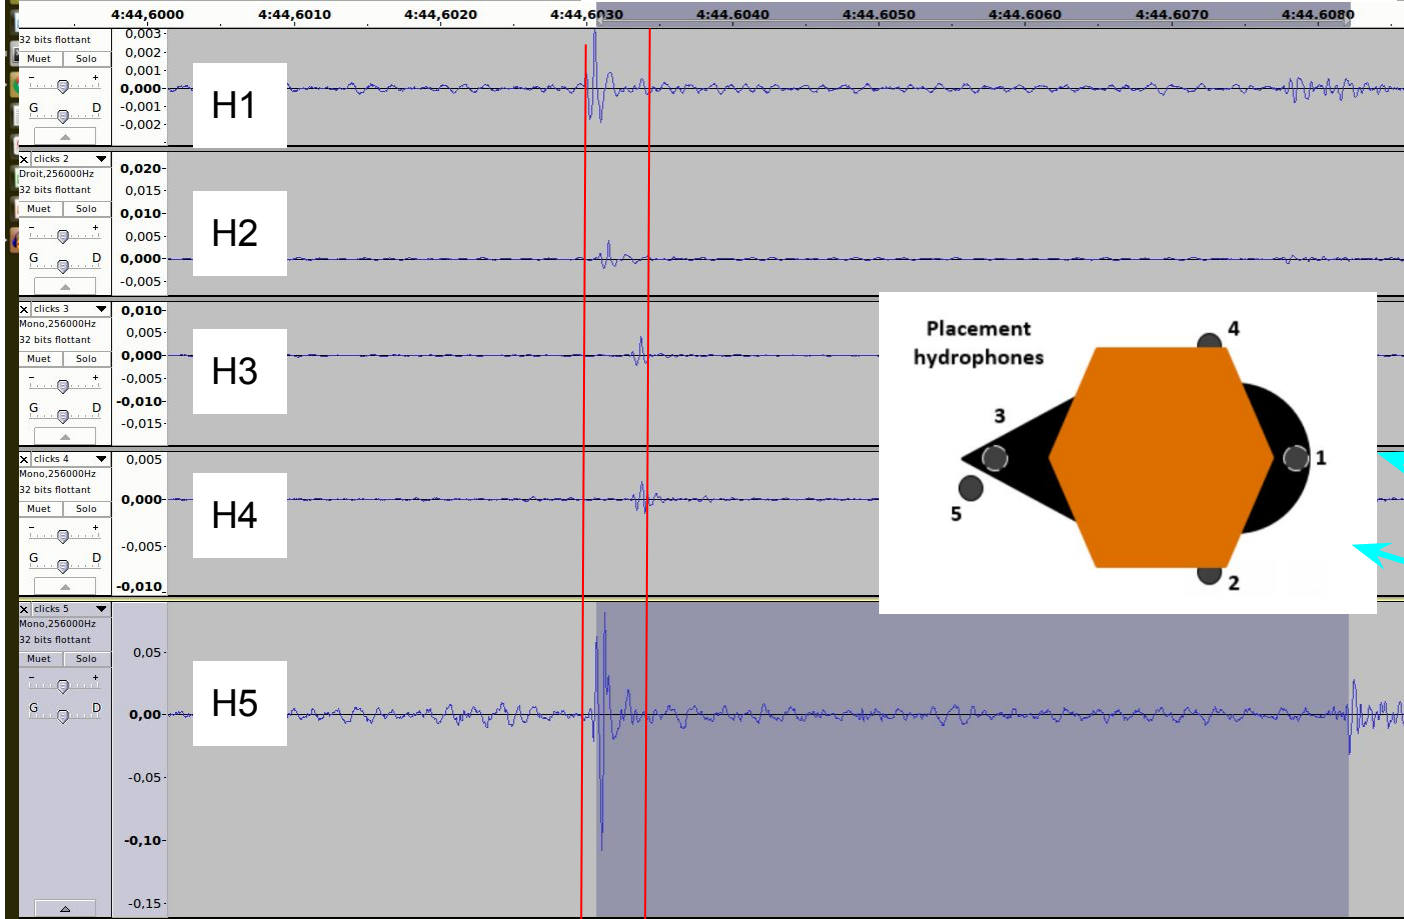 4:44,6000 4:44,6010 4:44,6020 4:44,6030 4:44,6040 4:44,6050 4:44,6060 4:44,6070 4:44,6080
32 bits flottant
Muet Solo
- +
G D
0,003
0,002
0,001
0,000
-0,001
-0,002
H1
X clicks 2
Droit,256000Hz
32 bits flottant
Muet Solo
- +
G D
0,020
0,015
0,010
0,005
0,000
-0,005
H2
X clicks 3
Mono,256000Hz
32 bits flottant
Muet Solo
- +
G D
0,010
0,005
0,000
-0,005
-0,010
-0,015
H3
X clicks 4
Mono,256000Hz
32 bits flottant
Muet Solo
- +
G D
0,005
0,000
-0,005
-0,010
H4
X clicks 5
Mono,256000Hz
32 bits flottant
Muet Solo
- +
G D
0,05
0,00
-0,05
-0,10
-0,15
H5
Placement
hydrophones
4
3
1
5
2